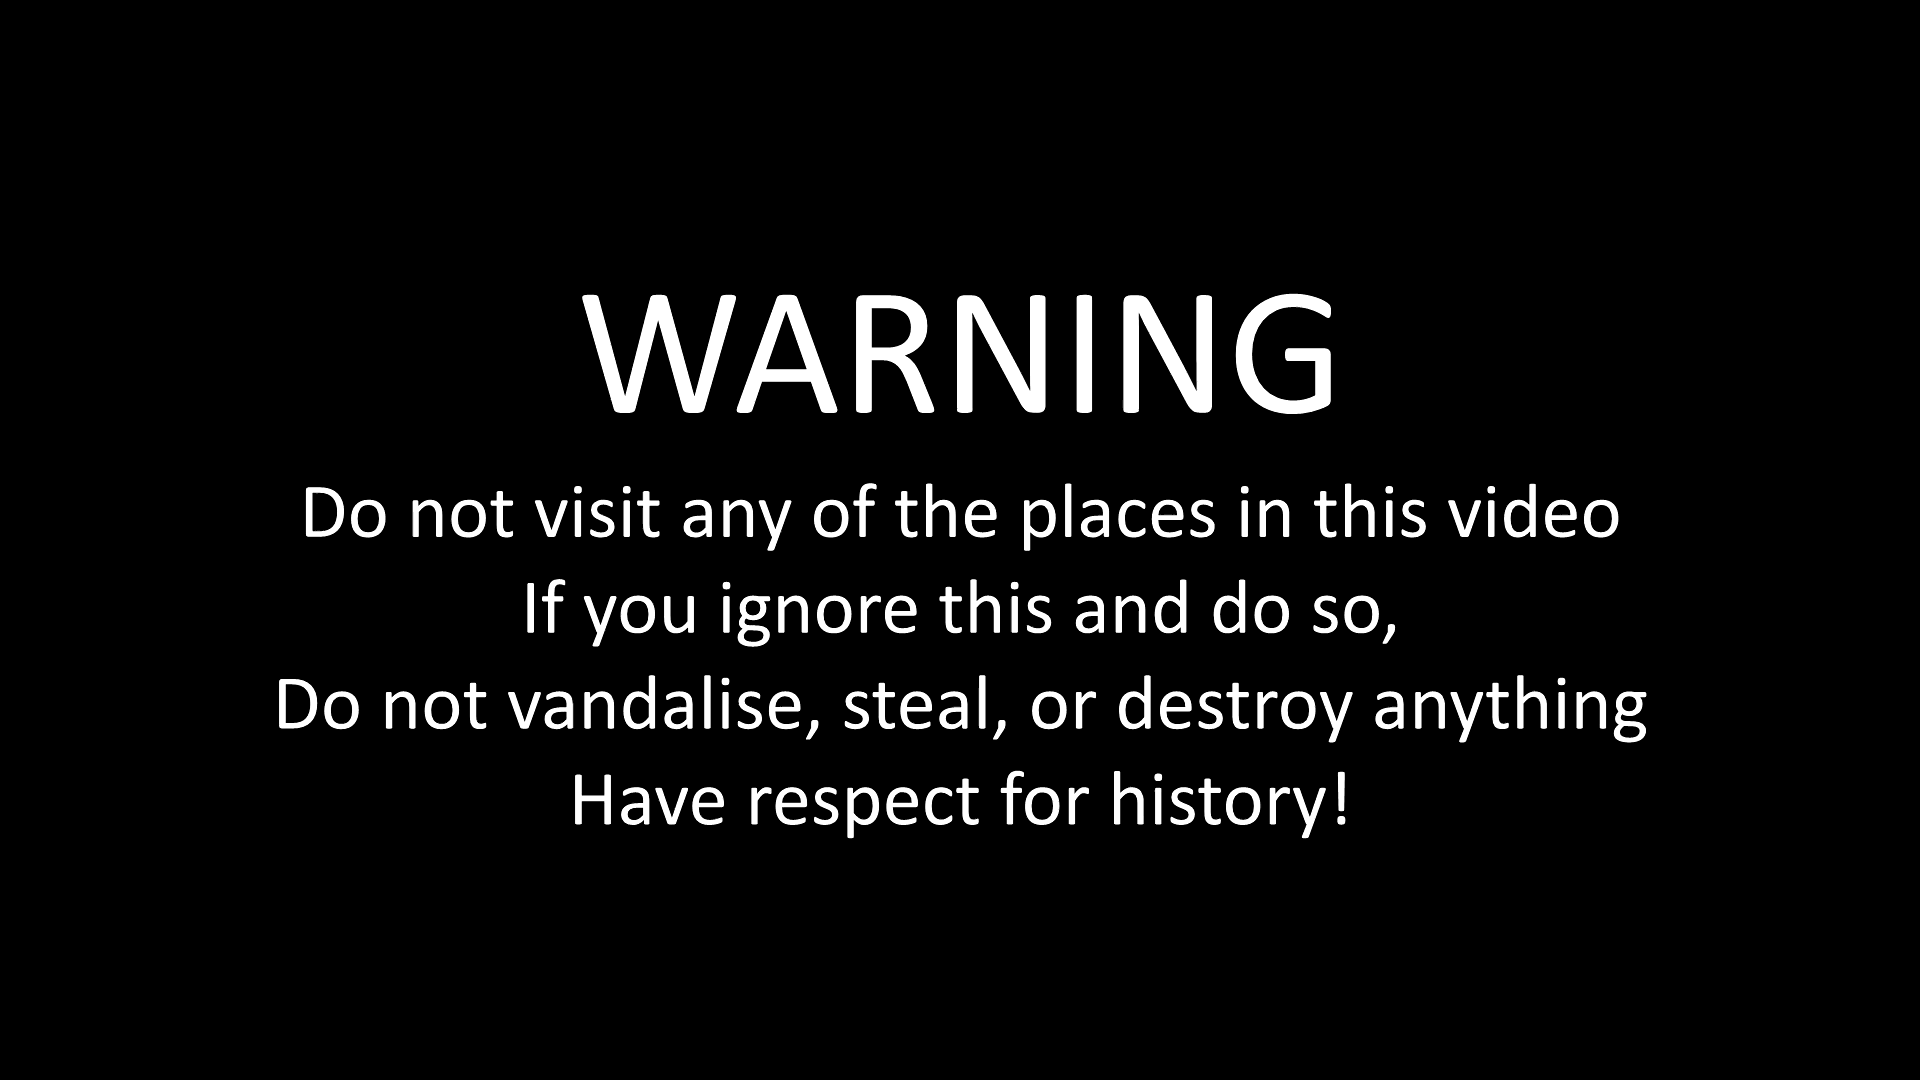 WARNING
Do not visit any of the places in this video
If you ignore this and do so,
Do not vandalise, steal, or destroy anything
Have respect for history!